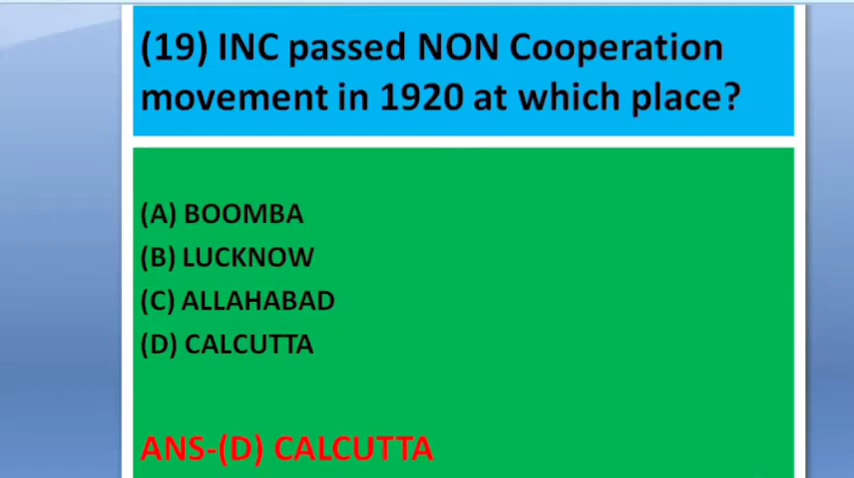 (19) INC passed NON Cooperation
movement in 1920 at which place?
(A) BOOMBA
(B) LUCKNOW
(C) ALLAHABAD
(D) CALCUTTA
ANS-(D) CALCUTTA